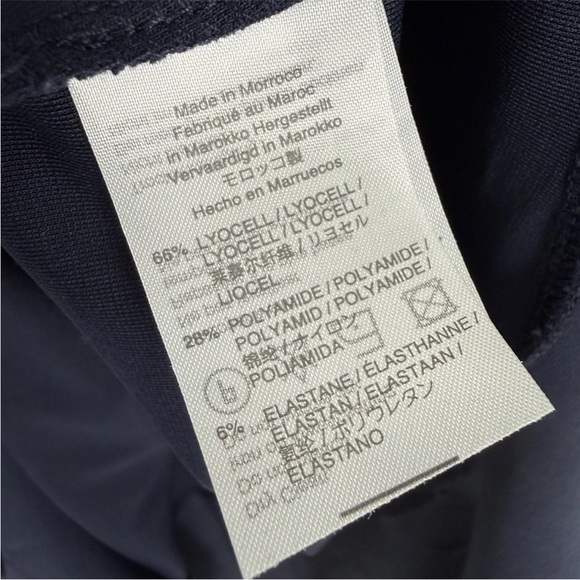 Made in Morroco
Fabriqué au Maroc
in Marokko Hergestellt
Vervaardigd in Marokko
モロッコ製
Hecho en Marruecos
66% LYOCELL / LYOCELL /
LYOCELL / LYOCELL /
莱赛尔纤维 / リヨセル
LIOCEL
28% POLYAMIDE / POLYAMIDE /
POLYAMID / POLYAMIDE /
锦纶 / ナイロン
POLIAMIDA
6% ELASTANE / ELASTHANNE /
ELASTAN / ELASTAAN /
氨纶 / ポリウレタン
ELASTANO